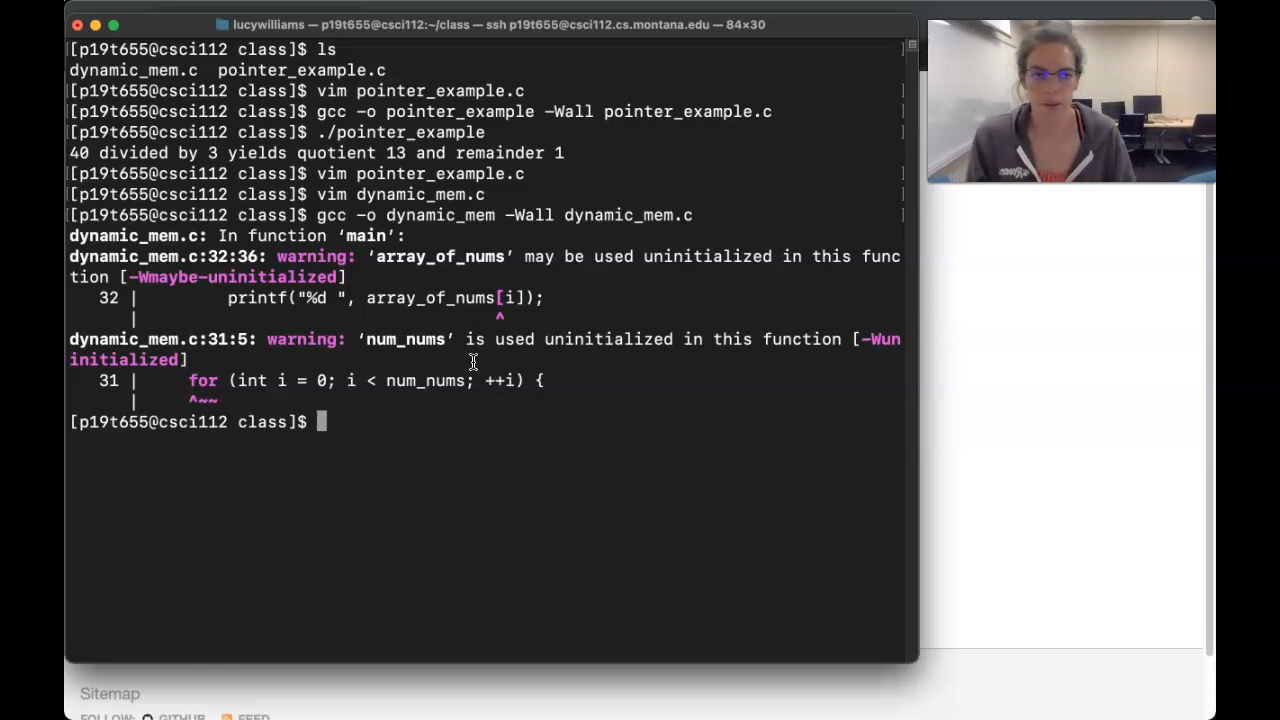 lucywilliams — p19t655@csci112:~/class — ssh p19t655@csci112.cs.montana.edu — 84×30
[p19t655@csci112 class]$ ls
dynamic_mem.c  pointer_example.c
[p19t655@csci112 class]$ vim pointer_example.c
[p19t655@csci112 class]$ gcc -o pointer_example -Wall pointer_example.c
[p19t655@csci112 class]$ ./pointer_example
40 divided by 3 yields quotient 13 and remainder 1
[p19t655@csci112 class]$ vim pointer_example.c
[p19t655@csci112 class]$ vim dynamic_mem.c
[p19t655@csci112 class]$ gcc -o dynamic_mem -Wall dynamic_mem.c
dynamic_mem.c: In function ‘main’:
dynamic_mem.c:32:36: warning: ‘array_of_nums’ may be used uninitialized in this func
tion [-Wmaybe-uninitialized]
   32 |         printf("%d ", array_of_nums[i]);
      |                                    ^
dynamic_mem.c:31:5: warning: ‘num_nums’ is used uninitialized in this function [-Wun
initialized]
   31 |     for (int i = 0; i < num_nums; ++i) {
      |     ^~~
[p19t655@csci112 class]$
Sitemap
FOLLOW: GITHUB FEED